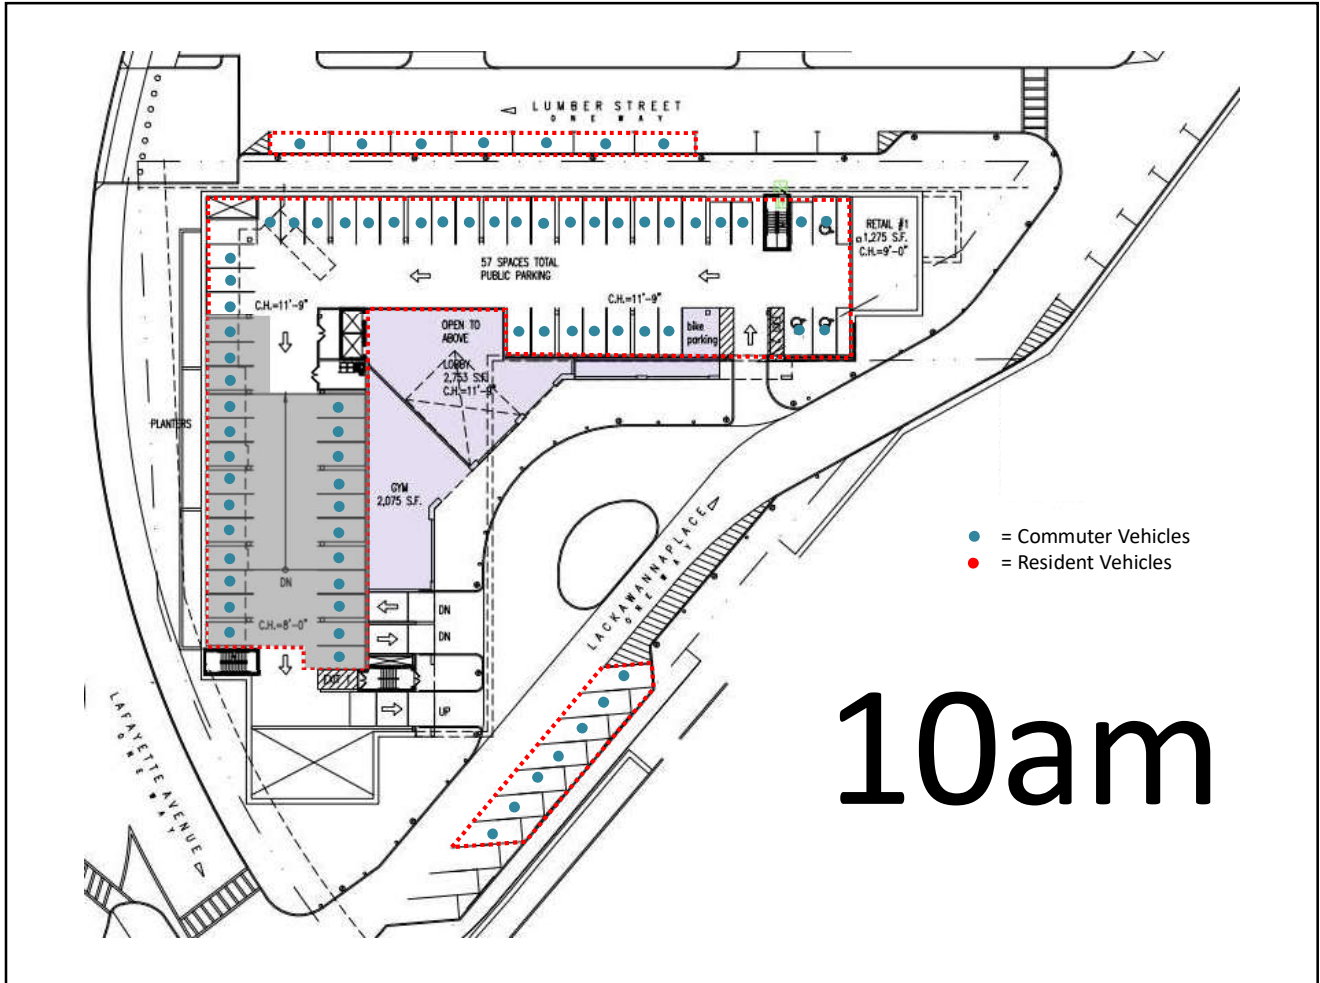 LUMBER STREET
ONE WAY
RETAIL #1
1,275 S.F.
C.H.=9'-0"
57 SPACES TOTAL
PUBLIC PARKING
C.H.=11'-9"
C.H.=11'-9"
OPEN TO
ABOVE
bike
parking
LOBBY
2,753 S.F.
C.H.=11'-9"
PLANTERS
GYM
2,075 S.F.
LACKAWANNA PLACE
ONE WAY
= Commuter Vehicles
= Resident Vehicles
DN
DN
C.H.=8'-0"
DN
EXIT
UP
LAFAYETTE AVENUE
ONE WAY
10am